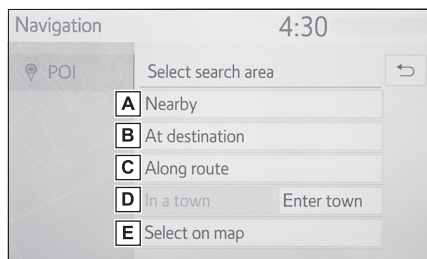 Navigation 4:30
POI
Select search area
A Nearby
B At destination
C Along route
D In a town Enter town
E Select on map